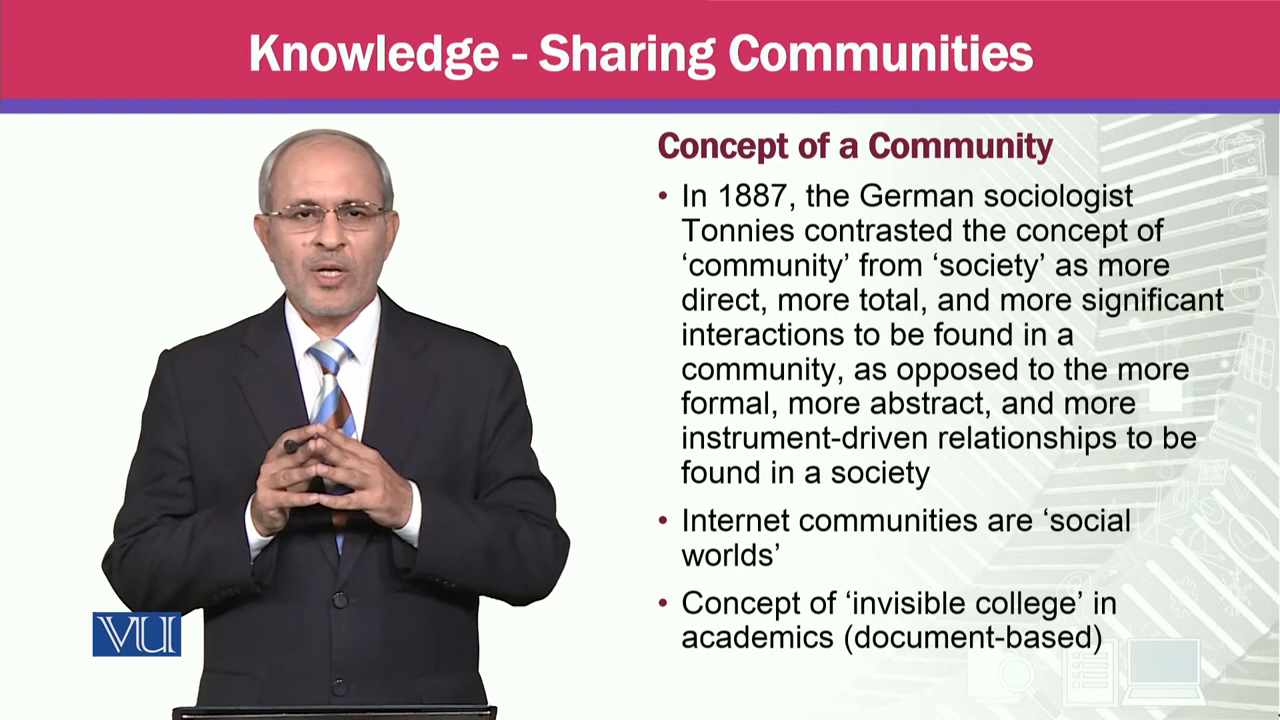 Knowledge - Sharing Communities
Concept of a Community
• In 1887, the German sociologist
Tonnies contrasted the concept of
‘community’ from ‘society’ as more
direct, more total, and more significant
interactions to be found in a
community, as opposed to the more
formal, more abstract, and more
instrument-driven relationships to be
found in a society
• Internet communities are ‘social
worlds’
• Concept of ‘invisible college’ in
academics (document-based)
VU